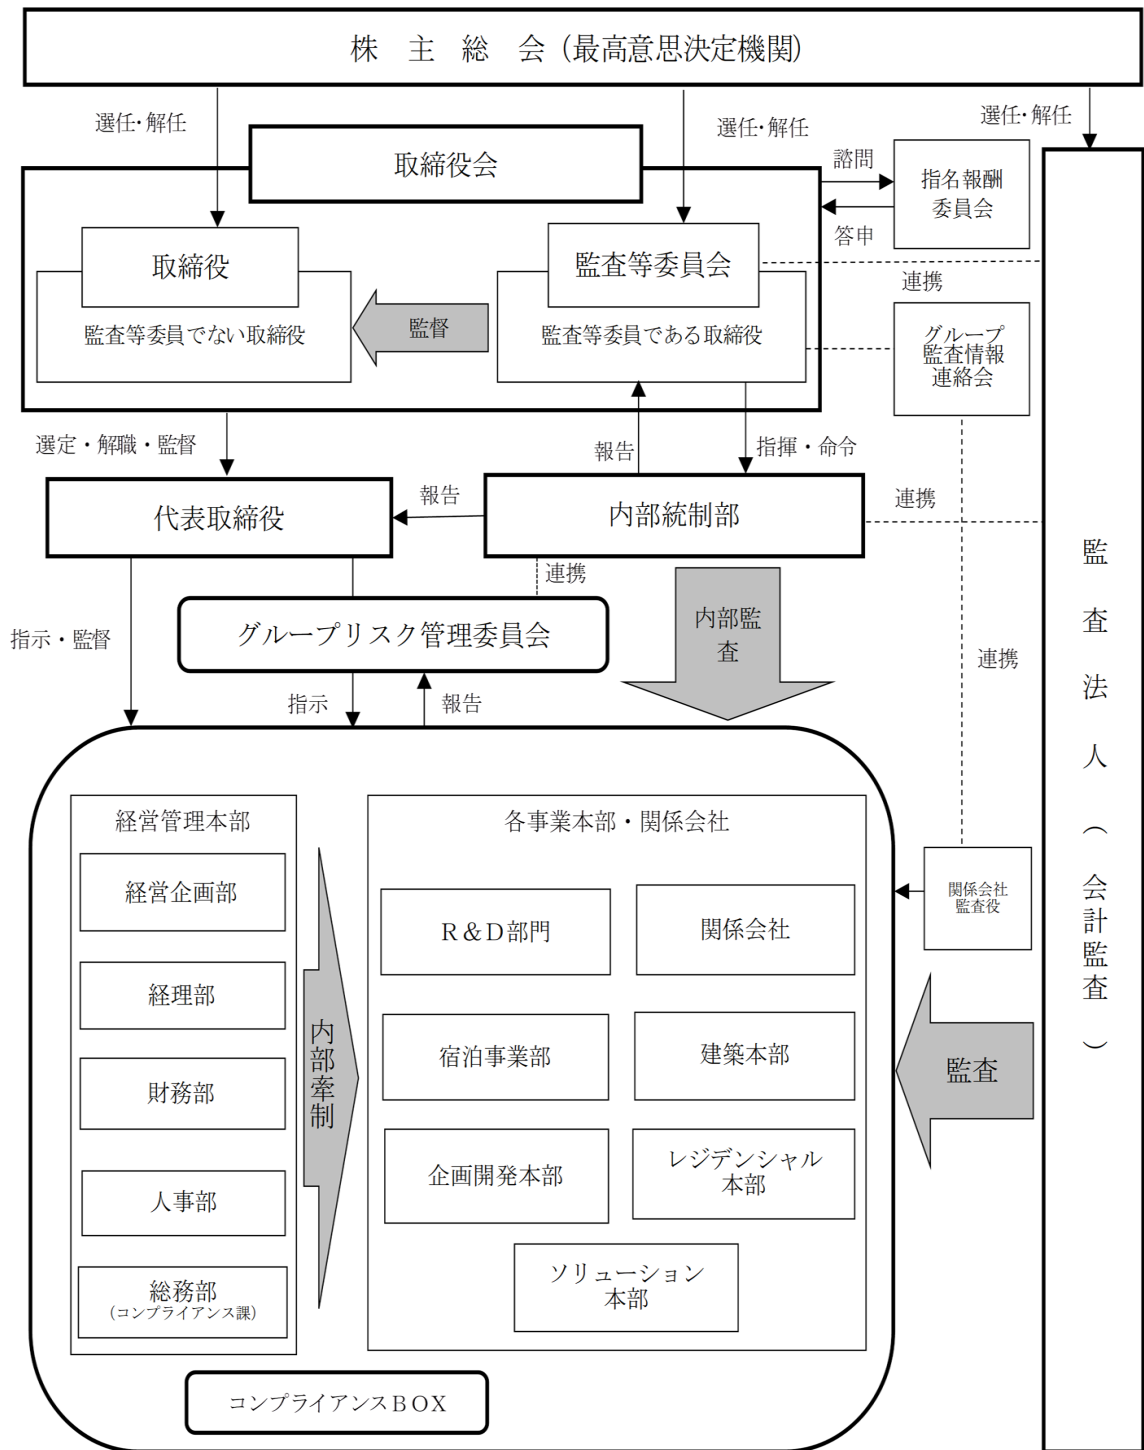 株 主 総 会（最高意思決定機関）
選任・解任
選任・解任
選任・解任
取締役会
諮問
答申
指名報酬
委員会
取締役
監査等委員でない取締役
監督
監査等委員会
監査等委員である取締役
連携
グループ
監査情報
連絡会
選定・解職・監督
報告
指揮・命令
代表取締役
報告
内部統制部
連携
連携
指示・監督
グループリスク管理委員会
内部監
査
連携
指示
報告
監査法人（会計監査）
経営管理本部
経営企画部
経理部
財務部
人事部
総務部
（コンプライアンス課）
内部牽制
各事業本部・関係会社
Ｒ＆Ｄ部門
関係会社
宿泊事業部
建築本部
企画開発本部
レジデンシャル
本部
ソリューション
本部
関係会社
監査役
監査
コンプライアンスＢＯＸ